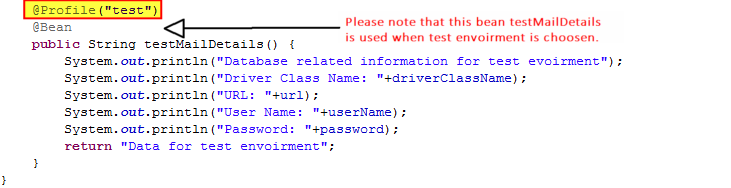 @Profile("test")
@Bean
Please note that this bean testMailDetails
is used when test envoirment is choosen.
public String testMailDetails() {
System.out.println("Database related information for test evoirment");
System.out.println("Driver Class Name: "+driverClassName);
System.out.println("URL: "+url);
System.out.println("User Name: "+userName);
System.out.println("Password: "+password);
return "Data for test envoirment";
}
}